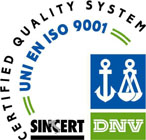 CERTIFIED QUALITY SYSTEM
UNI EN ISO 9001
SINCERT
DNV